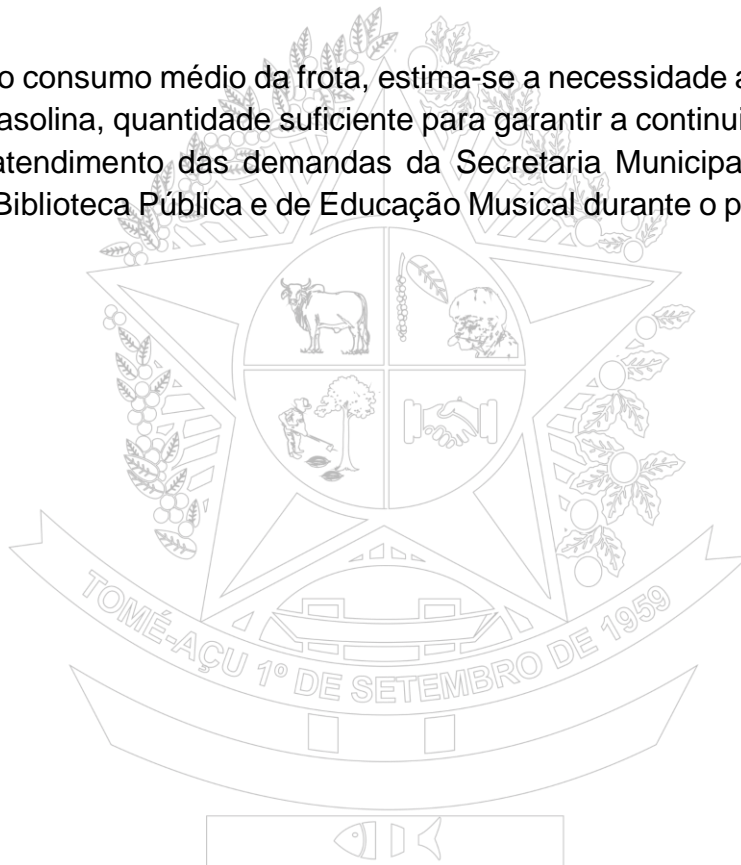 o consumo médio da frota, estima-se a necessidade a
asolina, quantidade suficiente para garantir a continui
atendimento das demandas da Secretaria Municipa
Biblioteca Pública e de Educação Musical durante o p
TOMÉ-AÇU 1º DE SETEMBRO DE 1959